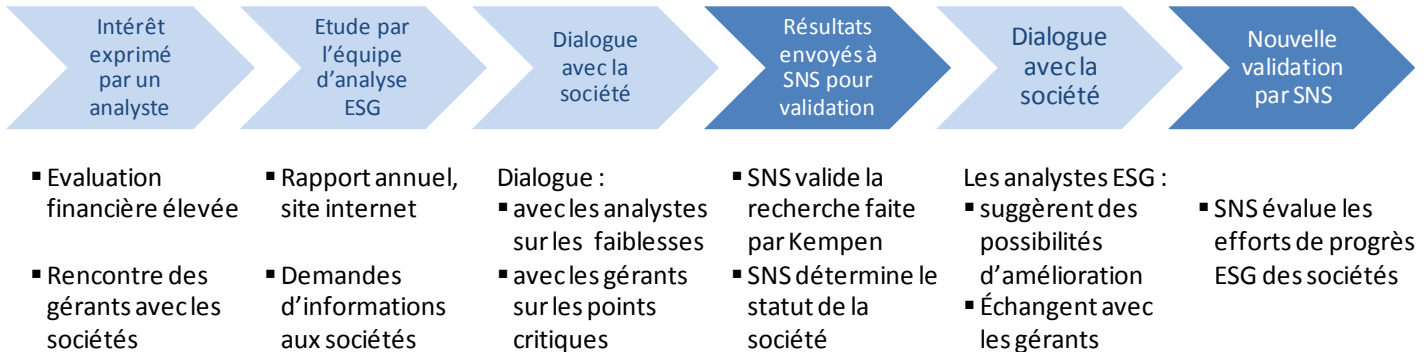 Intérêt
exprimé
par un
analyste
Etude par
l'équipe
d'analyse
ESG
Dialogue
avec la
société
Résultats
envoyés à
SNS pour
validation
Dialogue
avec la
société
Nouvelle
validation
par SNS
▪ Evaluation
financière élevée
▪ Rencontre des
gérants avec les
sociétés
▪ Rapport annuel,
site internet
▪ Demandes
d'informations
aux sociétés
Dialogue :
▪ avec les analystes
sur les faiblesses
▪ avec les gérants
sur les points
critiques
▪ SNS valide la
recherche faite
par Kempen
▪ SNS détermine le
statut de la
société
Les analystes ESG :
▪ suggèrent des
possibilités
d'amélioration
▪ Échangent avec
les gérants
▪ SNS évalue les
efforts de progrès
ESG des sociétés